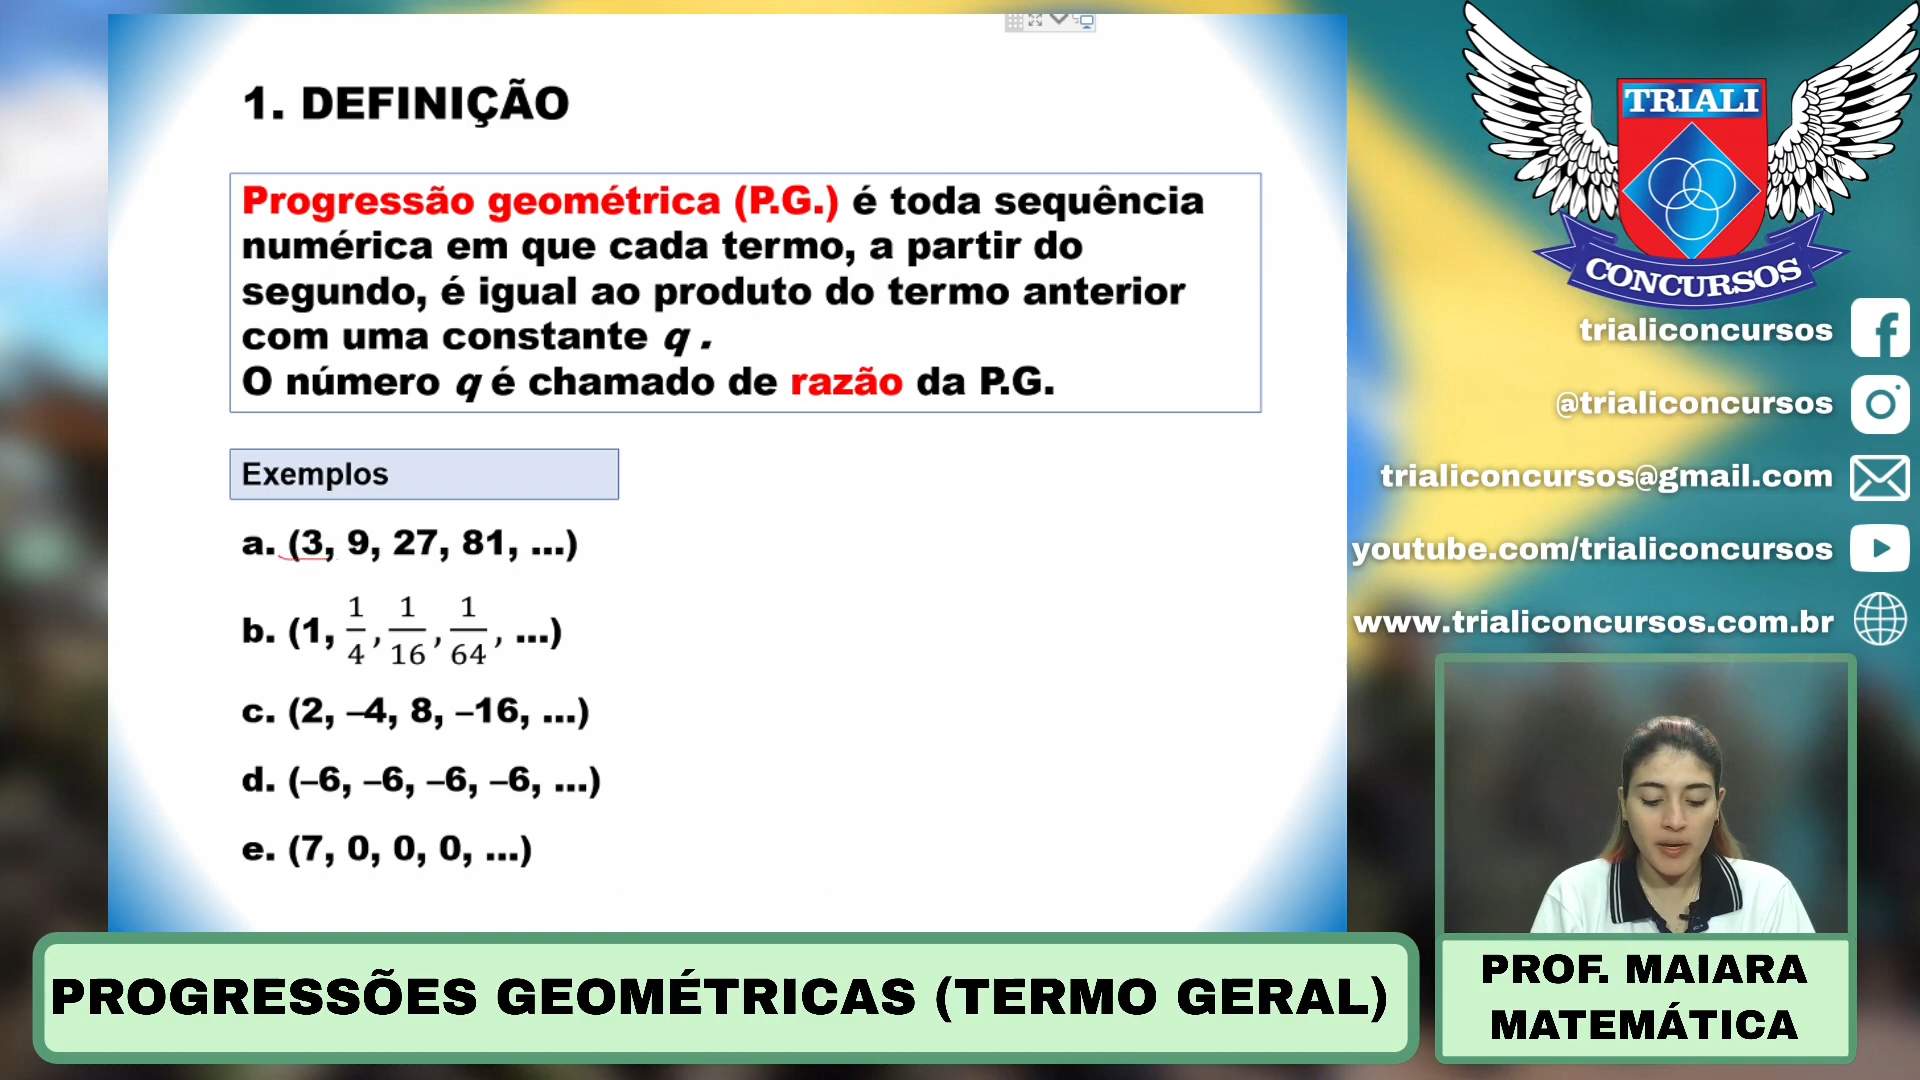 1. DEFINIÇÃO
Progressão geométrica (P.G.) é toda sequência
numérica em que cada termo, a partir do
segundo, é igual ao produto do termo anterior
com uma constante q .
O número q é chamado de razão da P.G.
Exemplos
a. (3, 9, 27, 81, ...)
b. (1, 1/4, 1/16, 1/64, ...)
c. (2, –4, 8, –16, ...)
d. (–6, –6, –6, –6, ...)
e. (7, 0, 0, 0, ...)
TRIALI
CONCURSOS
trialiconcursos
@trialiconcursos
trialiconcursos@gmail.com
youtube.com/trialiconcursos
www.trialiconcursos.com.br
PROGRESSÕES GEOMÉTRICAS (TERMO GERAL)
PROF. MAIARA
MATEMÁTICA